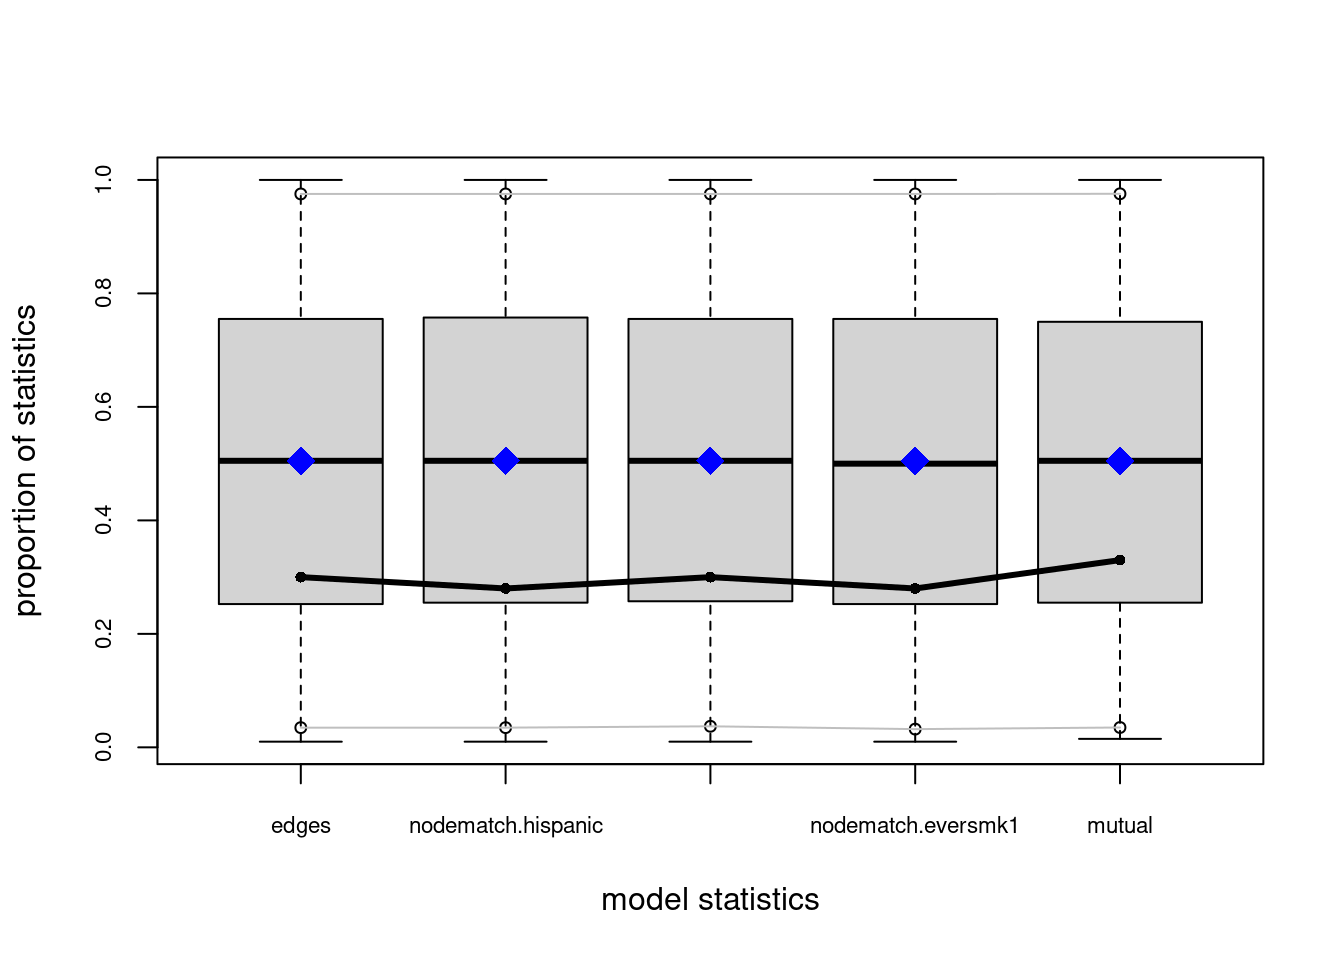 proportion of statistics
1.0
0.8
0.6
0.4
0.2
0.0
edges nodematch.hispanic nodematch.eversmk1 mutual
model statistics